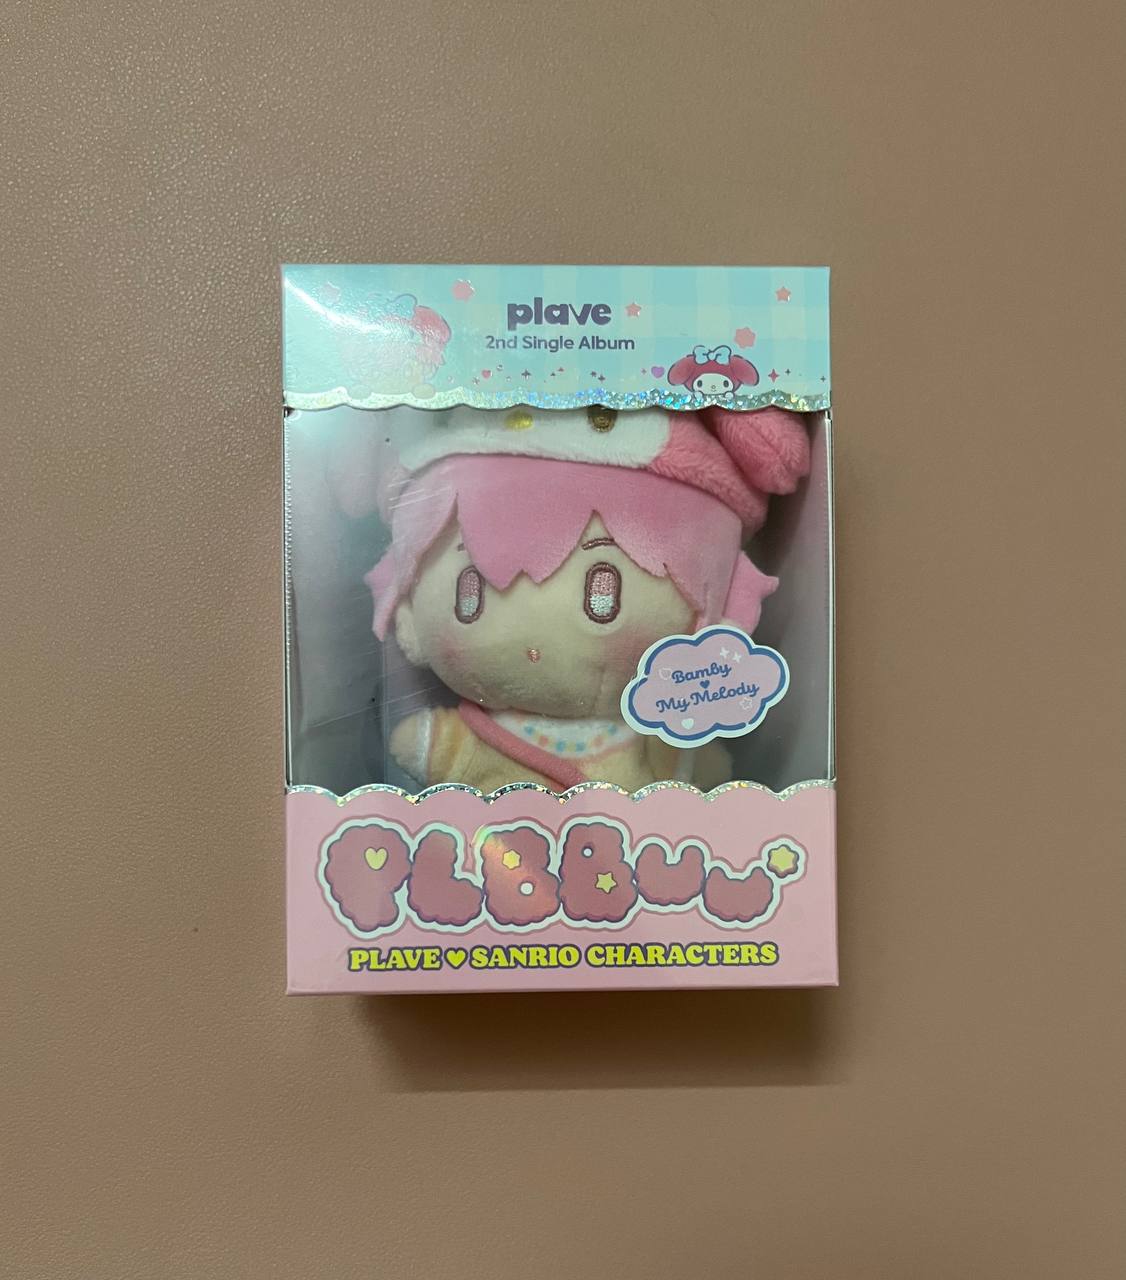 plave
2nd Single Album
Bamby
My Melody
PLBBUU
PLAVE ♥ SANRIO CHARACTERS